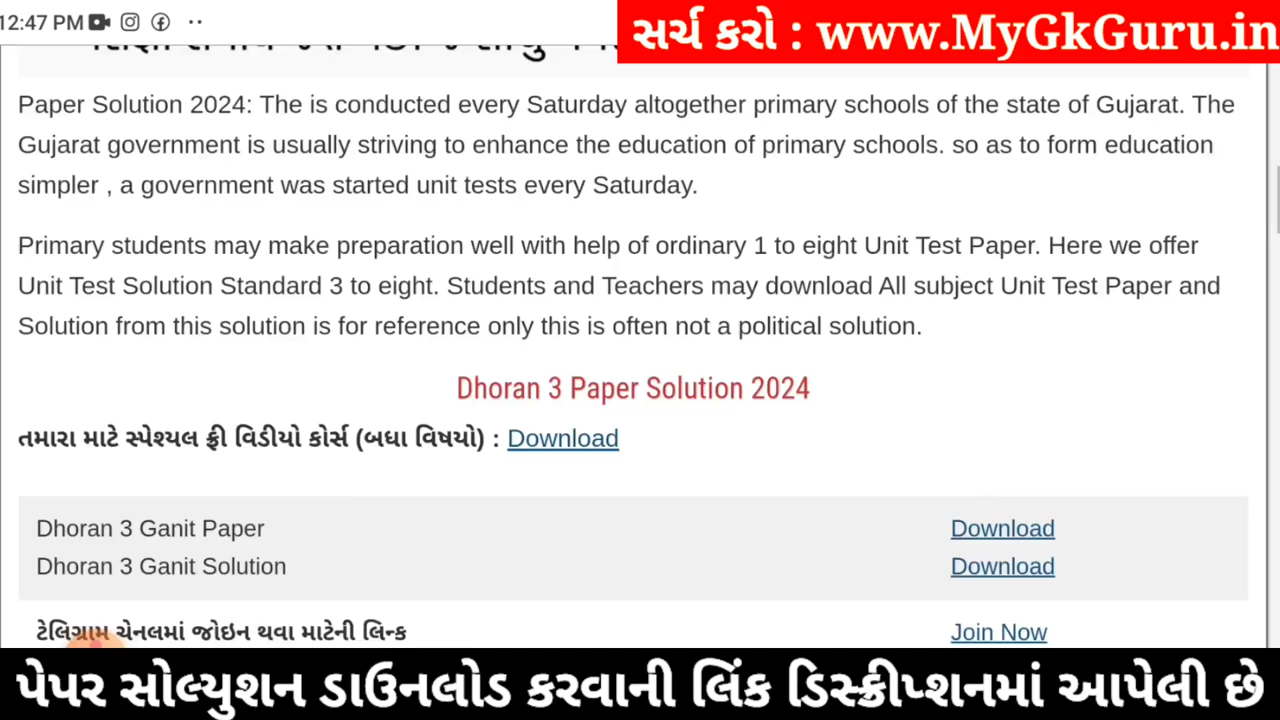 12:47 PM
સર્ચ કરો : www.MyGkGuru.in
Paper Solution 2024: The is conducted every Saturday altogether primary schools of the state of Gujarat. The
Gujarat government is usually striving to enhance the education of primary schools. so as to form education
simpler , a government was started unit tests every Saturday.
Primary students may make preparation well with help of ordinary 1 to eight Unit Test Paper. Here we offer
Unit Test Solution Standard 3 to eight. Students and Teachers may download All subject Unit Test Paper and
Solution from this solution is for reference only this is often not a political solution.
Dhoran 3 Paper Solution 2024
તમારા માટે સ્પેશ્યલ ફ્રી વિડીયો કોર્સ (બધા વિષયો) : Download
Dhoran 3 Ganit Paper Download
Dhoran 3 Ganit Solution Download
ટેલિગ્રામ ચેનલમાં જોઇન થવા માટેની લિન્ક Join Now
પેપર સોલ્યુશન ડાઉનલોડ કરવાની લિંક ડિસ્ક્રીપ્શનમાં આપેલી છે